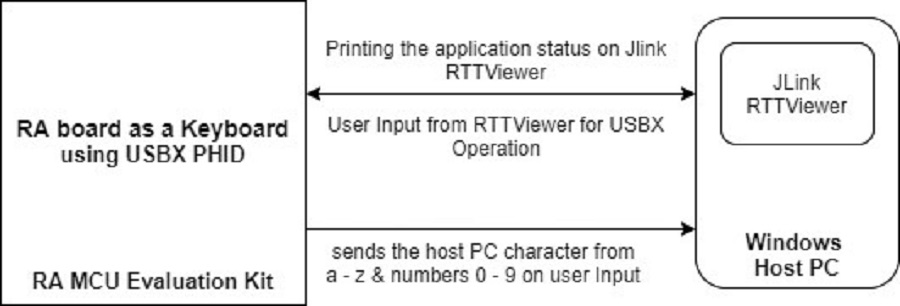 RA board as a Keyboard
using USBX PHID
RA MCU Evaluation Kit
Printing the application status on Jlink
RTTViewer
User Input from RTTViewer for USBX
Operation
sends the host PC character from
a - z & numbers 0 - 9 on user Input
JLink
RTTViewer
Windows
Host PC